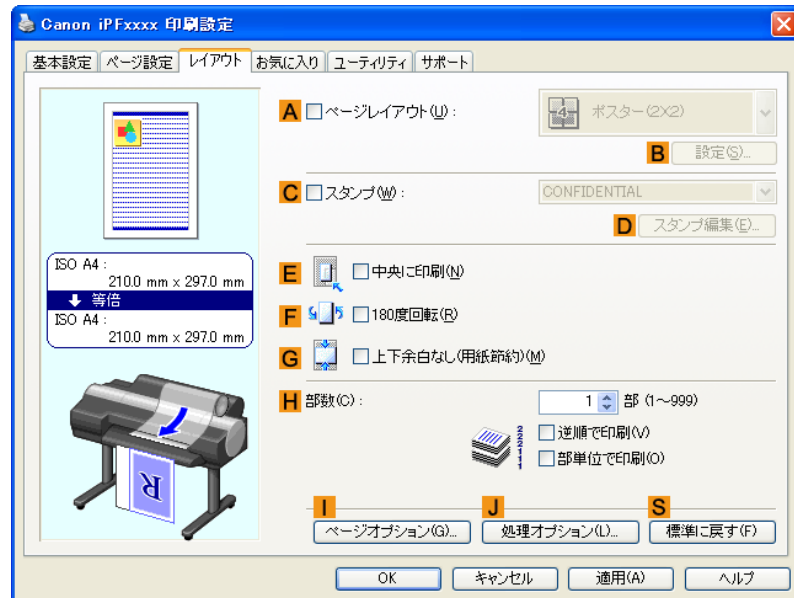 Canon iPFxxxx 印刷設定
基本設定 ページ設定 レイアウト お気に入り ユーティリティ サポート
A ページレイアウト(U) : 4 ポスター(2X2)
B 設定(S)...
C スタンプ(W) : CONFIDENTIAL
D スタンプ編集(E)...
ISO A4 :
210.0 mm x 297.0 mm
等倍
ISO A4 :
210.0 mm x 297.0 mm
E 中央に印刷(N)
F 180度回転(R)
G 上下余白なし(用紙節約)(M)
H 部数(C) : 1 部 (1～999)
222111 逆順で印刷(V)
部単位で印刷(O)
R
I J S
ページオプション(G)... 処理オプション(L)... 標準に戻す(F)
OK キャンセル 適用(A) ヘルプ